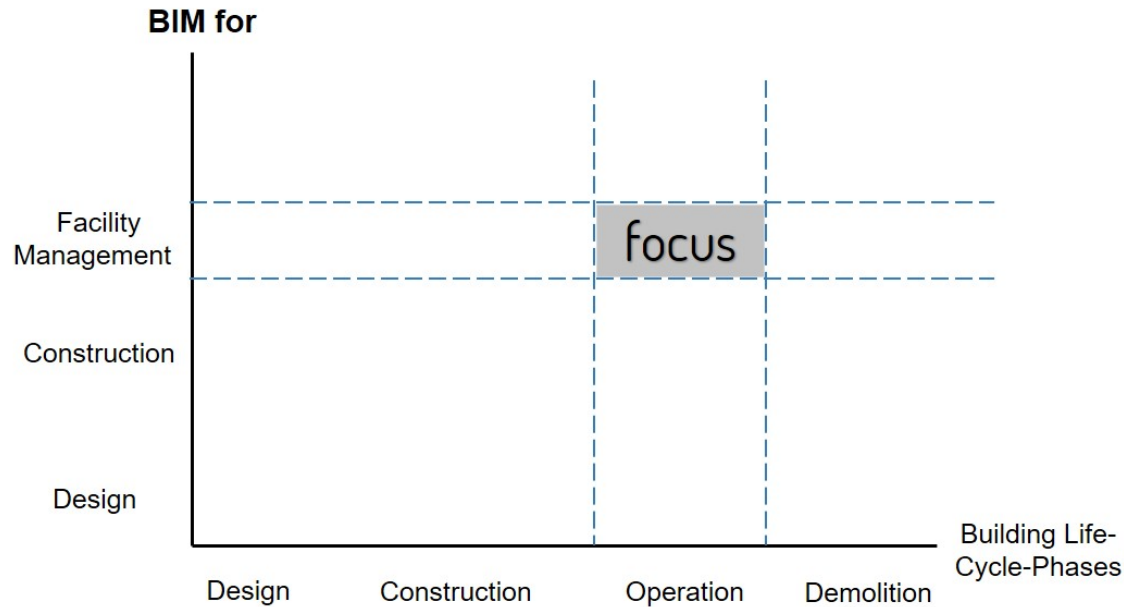 BIM for
Facility
Management
focus
Construction
Design
Building Life-
Cycle-Phases
Design
Construction
Operation
Demolition